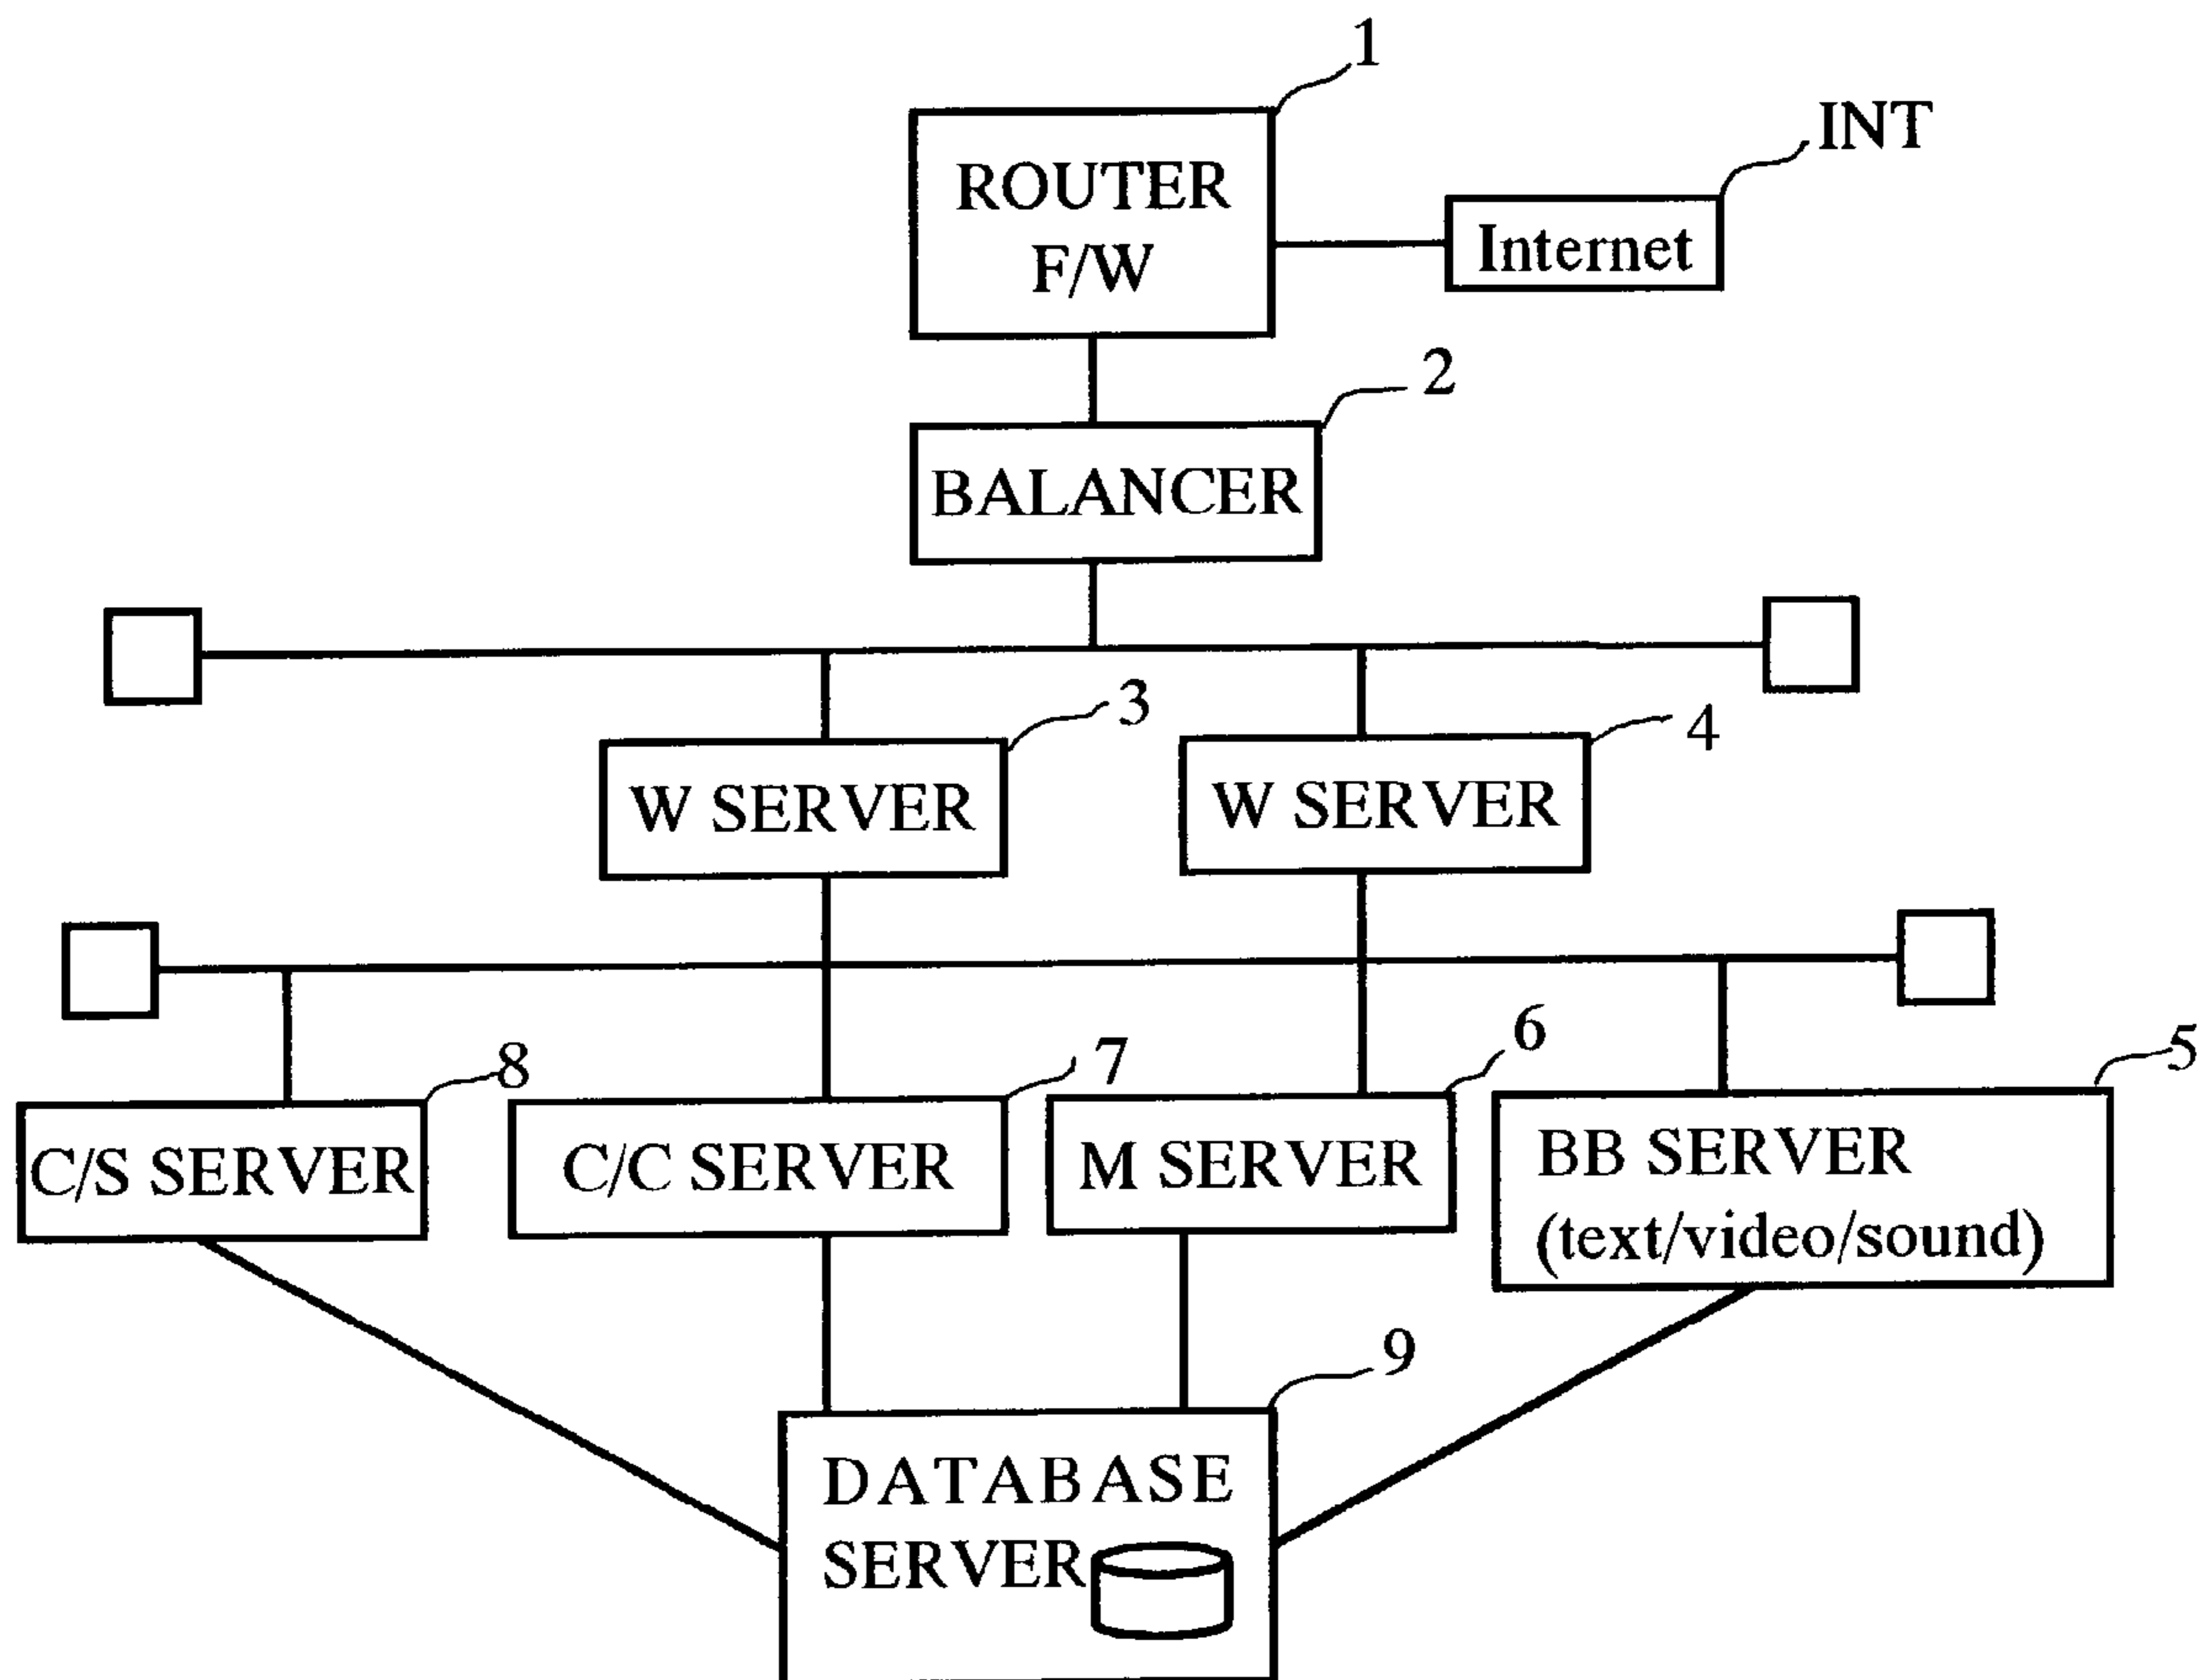 1
INT
ROUTER
F/W
Internet
2
BALANCER
3
4
W SERVER
W SERVER
8
7
6
5
C/S SERVER
C/C SERVER
M SERVER
BB SERVER
(text/video/sound)
9
DATABASE
SERVER